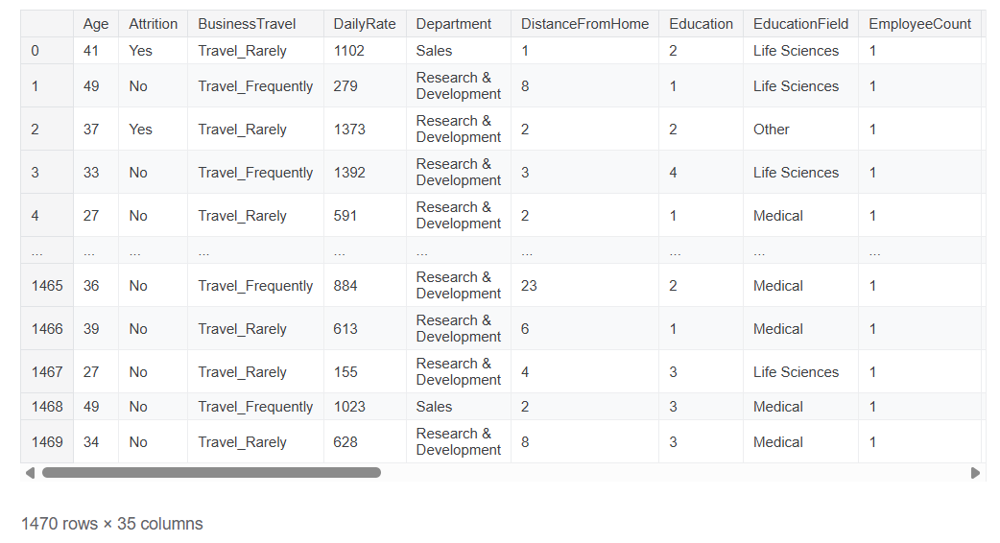 Age Attrition BusinessTravel DailyRate Department DistanceFromHome Education EducationField EmployeeCount
0 41 Yes Travel_Rarely 1102 Sales 1 2 Life Sciences 1
1 49 No Travel_Frequently 279 Research & Development 8 1 Life Sciences 1
2 37 Yes Travel_Rarely 1373 Research & Development 2 2 Other 1
3 33 No Travel_Frequently 1392 Research & Development 3 4 Life Sciences 1
4 27 No Travel_Rarely 591 Research & Development 2 1 Medical 1
... ... ... ... ... ... ... ... ... ...
1465 36 No Travel_Frequently 884 Research & Development 23 2 Medical 1
1466 39 No Travel_Rarely 613 Research & Development 6 1 Medical 1
1467 27 No Travel_Rarely 155 Research & Development 4 3 Life Sciences 1
1468 49 No Travel_Frequently 1023 Sales 2 3 Medical 1
1469 34 No Travel_Rarely 628 Research & Development 8 3 Medical 1
1470 rows × 35 columns